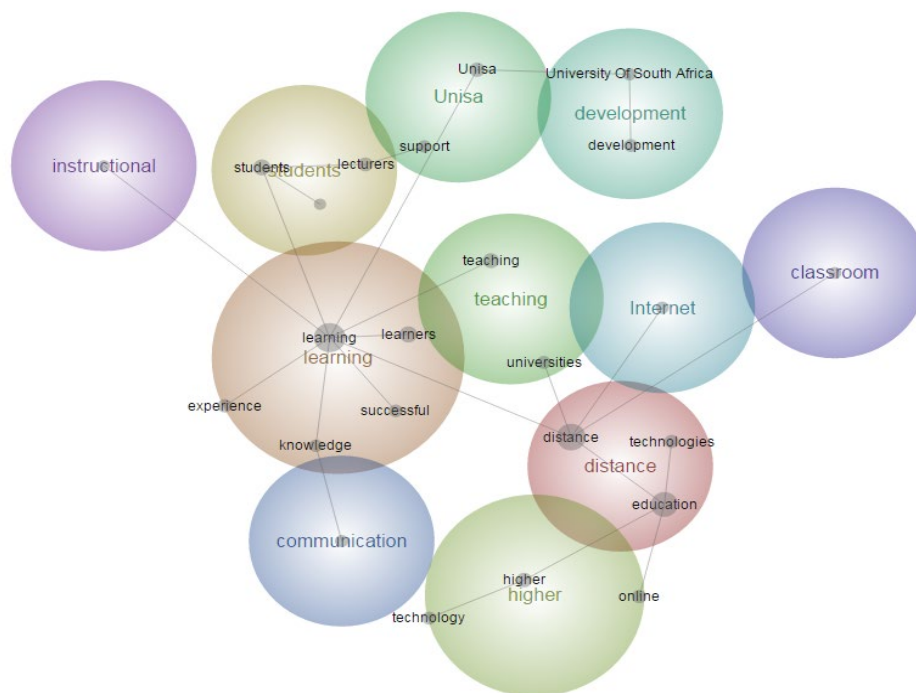 Unisa
University Of South Africa
Unisa
development
support
development
instructional
students
lecturers
students
teaching
classroom
teaching
Internet
learning
learners
learning
universities
experience
successful
knowledge
distance
technologies
distance
education
communication
higher
higher
online
technology